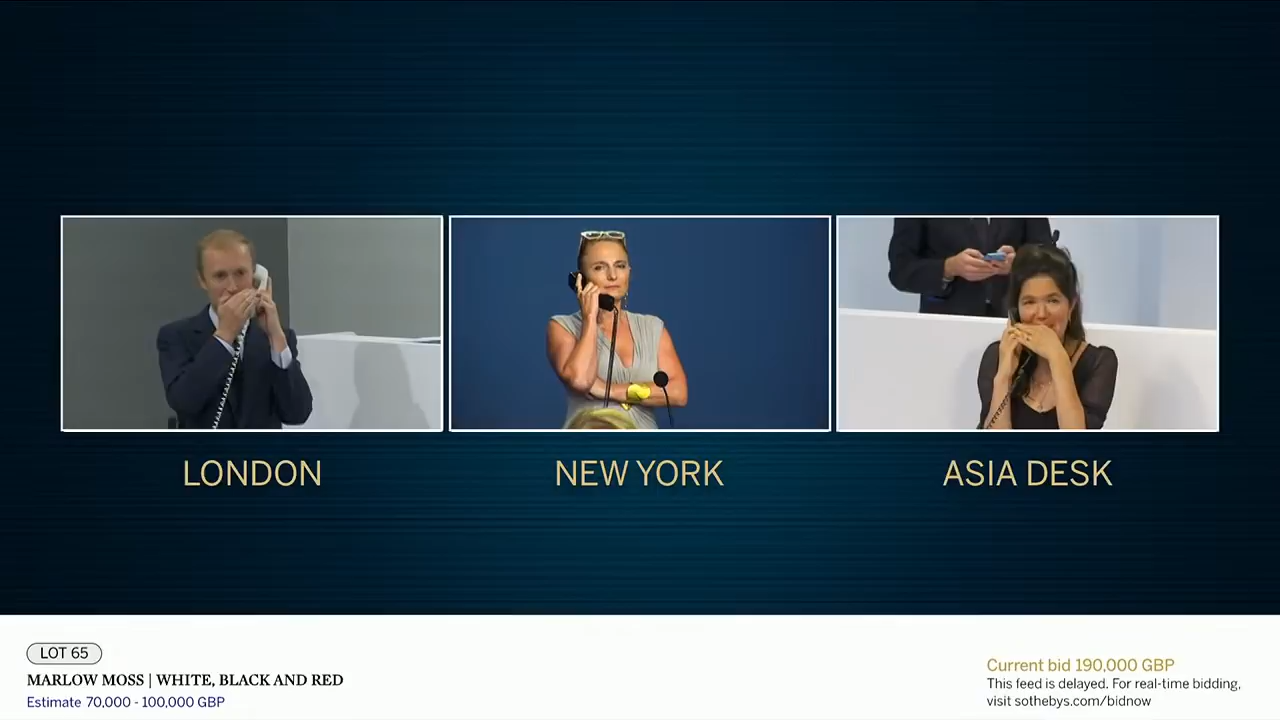 LONDON
NEW YORK
ASIA DESK
LOT 65
MARLOW MOSS | WHITE, BLACK AND RED
Estimate 70,000 - 100,000 GBP
Current bid 190,000 GBP
This feed is delayed. For real-time bidding,
visit sothebys.com/bidnow